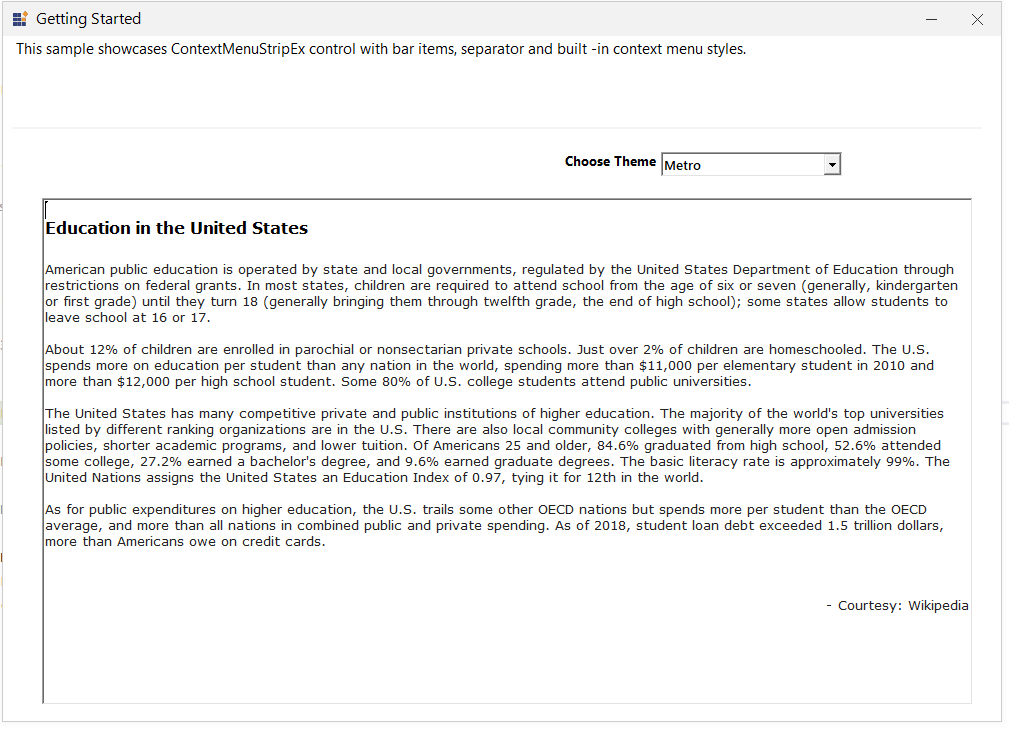 Getting Started
This sample showcases ContextMenuStripEx control with bar items, separator and built -in context menu styles.
Choose Theme Metro
Education in the United States
American public education is operated by state and local governments, regulated by the United States Department of Education through
restrictions on federal grants. In most states, children are required to attend school from the age of six or seven (generally, kindergarten
or first grade) until they turn 18 (generally bringing them through twelfth grade, the end of high school); some states allow students to
leave school at 16 or 17.
About 12% of children are enrolled in parochial or nonsectarian private schools. Just over 2% of children are homeschooled. The U.S.
spends more on education per student than any nation in the world, spending more than $11,000 per elementary student in 2010 and
more than $12,000 per high school student. Some 80% of U.S. college students attend public universities.
The United States has many competitive private and public institutions of higher education. The majority of the world's top universities
listed by different ranking organizations are in the U.S. There are also local community colleges with generally more open admission
policies, shorter academic programs, and lower tuition. Of Americans 25 and older, 84.6% graduated from high school, 52.6% attended
some college, 27.2% earned a bachelor's degree, and 9.6% earned graduate degrees. The basic literacy rate is approximately 99%. The
United Nations assigns the United States an Education Index of 0.97, tying it for 12th in the world.
As for public expenditures on higher education, the U.S. trails some other OECD nations but spends more per student than the OECD
average, and more than all nations in combined public and private spending. As of 2018, student loan debt exceeded 1.5 trillion dollars,
more than Americans owe on credit cards.
- Courtesy: Wikipedia